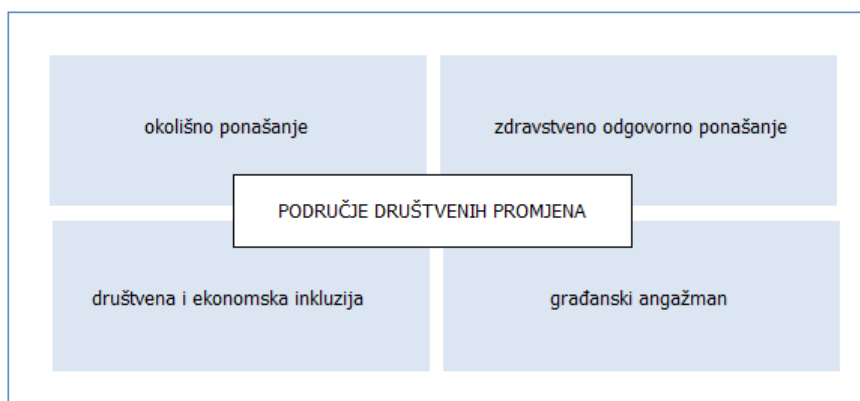 okolišno ponašanje
zdravstveno odgovorno ponašanje
PODRUČJE DRUŠTVENIH PROMJENA
društvena i ekonomska inkluzija
građanski angažman